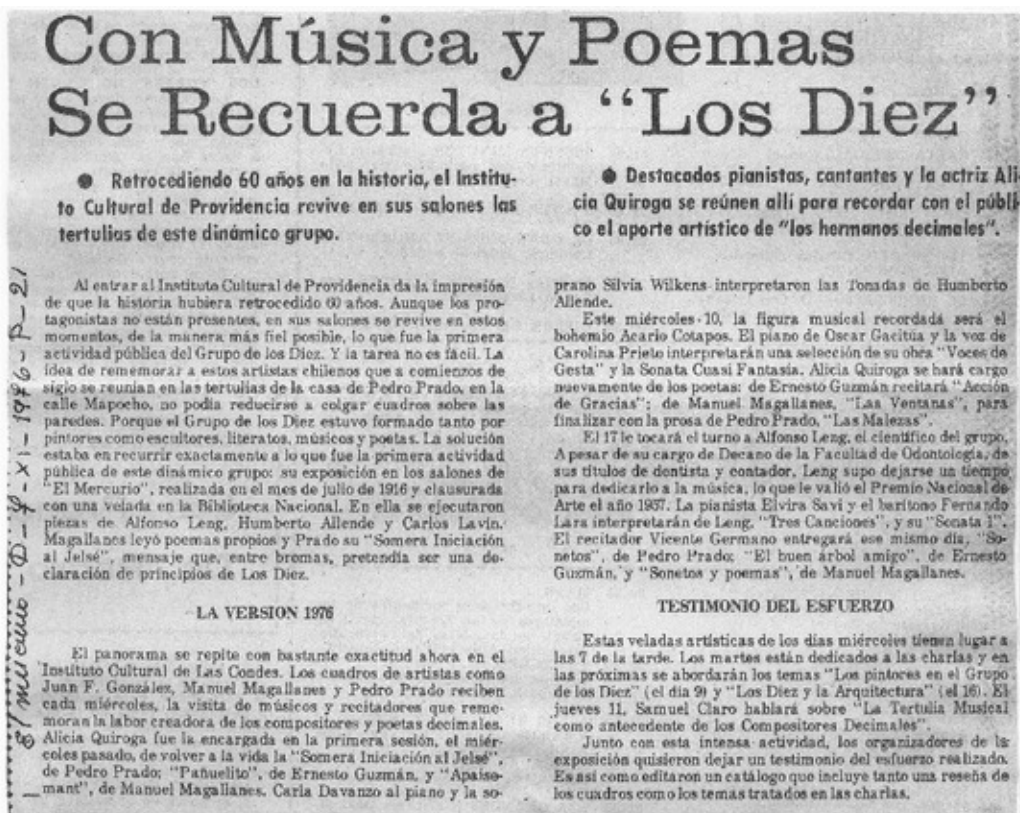 Con Música y Poemas
Se Recuerda a "Los Diez"
● Retrocediendo 60 años en la historia, el Institu-
to Cultural de Providencia revive en sus salones las
tertulias de este dinámico grupo.
● Destacados pianistas, cantantes y la actriz Ali-
cia Quiroga se reúnen allí para recordar con el públi-
co el aporte artístico de "los hermanos decimales".
El Mercurio - 7-XI-1976-P-21
Al entrar al Instituto Cultural de Providencia da la impresión
de que la historia hubiera retrocedido 60 años. Aunque los pro-
tagonistas no están presentes, en sus salones se revive en estos
momentos, de la manera más fiel posible, lo que fue la primera
actividad pública del Grupo de los Diez. Y la tarea no es fácil. La
idea de rememorar a estos artistas chilenos que a comienzos de
siglo se reunían en las tertulias de la casa de Pedro Prado, en la
calle Mapocho, no podía reducirse a colgar cuadros sobre las
paredes. Porque el Grupo de los Diez estuvo formado tanto por
pintores como escultores, literatos, músicos y poetas. La solución
estaba en recurrir exactamente a lo que fue la primera actividad
pública de este dinámico grupo: su exposición en los salones de
"El Mercurio", realizada en el mes de julio de 1916 y clausurada
con una velada en la Biblioteca Nacional. En ella se ejecutaron
piezas de Alfonso Leng, Humberto Allende y Carlos Lavín.
Magallanes leyó poemas propios y Prado su "Somera Iniciación
al Jelsé", mensaje que, entre bromas, pretendía ser una de-
claración de principios de Los Diez.
LA VERSION 1976
El panorama se repite con bastante exactitud ahora en el
Instituto Cultural de Las Condes. Los cuadros de artistas como
Juan F. González, Manuel Magallanes y Pedro Prado reciben
cada miércoles, la visita de músicos y recitadores que reme-
moran la labor creadora de los compositores y poetas decimales.
Alicia Quiroga fue la encargada en la primera sesión, el miér-
coles pasado, de volver a la vida la "Somera Iniciación al Jelsé",
de Pedro Prado; "Pañuelito", de Ernesto Guzmán, y "Apaise-
mant", de Manuel Magallanes. Carla Davanzo al piano y la so-
prano Silvia Wilkens interpretaron las Tonadas de Humberto
Allende.
Este miércoles 10, la figura musical recordada será el
bohemio Acario Cotapos. El piano de Oscar Gacitúa y la voz de
Carolina Prieto interpretarán una selección de su obra "Voces de
Gesta" y la Sonata Cuasi Fantasía. Alicia Quiroga se hará cargo
nuevamente de los poetas: de Ernesto Guzmán recitará "Acción
de Gracias"; de Manuel Magallanes, "Las Ventanas", para
finalizar con la prosa de Pedro Prado, "Las Malezas".
El 17 le tocará el turno a Alfonso Leng, el científico del grupo.
A pesar de su cargo de Decano de la Facultad de Odontología, de
sus títulos de dentista y contador, Leng supo dejarse un tiempo
para dedicarlo a la música, lo que le valió el Premio Nacional de
Arte el año 1957. La pianista Elvira Savi y el barítono Fernando
Lara interpretarán de Leng, "Tres Canciones", y su "Sonata 1".
El recitador Vicente Germano entregará ese mismo día, "So-
netos", de Pedro Prado; "El buen árbol amigo", de Ernesto
Guzmán, y "Sonetos y poemas", de Manuel Magallanes.
TESTIMONIO DEL ESFUERZO
Estas veladas artísticas de los días miércoles tienen lugar a
las 7 de la tarde. Los martes están dedicados a las charlas y en
las próximas se abordarán los temas "Los pintores en el Grupo
de los Diez" (el día 9) y "Los Diez y la Arquitectura" (el 16). El
jueves 11, Samuel Claro hablará sobre "La Tertulia Musical
como antecedente de los Compositores Decimales".
Junto con esta intensa actividad, los organizadores de la
exposición quisieron dejar un testimonio del esfuerzo realizado.
Es así como editaron un catálogo que incluye tanto una reseña de
los cuadros como los temas tratados en las charlas.